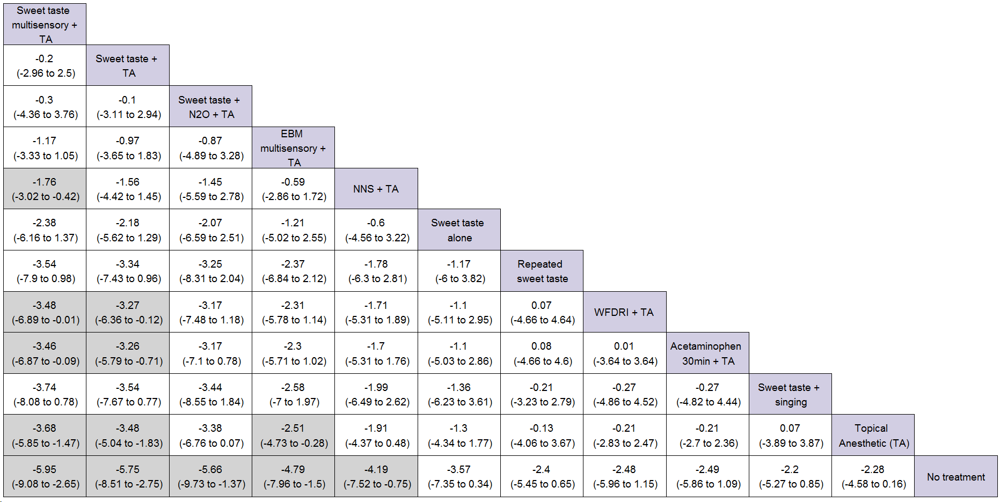 Sweet taste
multisensory +
TA
-0.2
(-2.96 to 2.5)
Sweet taste +
TA
-0.3
(-4.36 to 3.76)
-0.1
(-3.11 to 2.94)
Sweet taste +
N2O + TA
-1.17
(-3.33 to 1.05)
-0.97
(-3.65 to 1.83)
-0.87
(-4.89 to 3.28)
EBM
multisensory +
TA
-1.76
(-3.02 to -0.42)
-1.56
(-4.42 to 1.45)
-1.45
(-5.59 to 2.78)
-0.59
(-2.86 to 1.72)
NNS + TA
-2.38
(-6.16 to 1.37)
-2.18
(-5.62 to 1.29)
-2.07
(-6.59 to 2.51)
-1.21
(-5.02 to 2.55)
-0.6
(-4.56 to 3.22)
Sweet taste
alone
-3.54
(-7.9 to 0.98)
-3.34
(-7.43 to 0.96)
-3.25
(-8.31 to 2.04)
-2.37
(-6.84 to 2.12)
-1.78
(-6.3 to 2.81)
-1.17
(-6 to 3.82)
Repeated
sweet taste
-3.48
(-6.89 to -0.01)
-3.27
(-6.36 to -0.12)
-3.17
(-7.48 to 1.18)
-2.31
(-5.78 to 1.14)
-1.71
(-5.31 to 1.89)
-1.1
(-5.11 to 2.95)
0.07
(-4.66 to 4.64)
WFDRI + TA
-3.46
(-6.87 to -0.09)
-3.26
(-5.79 to -0.71)
-3.17
(-7.1 to 0.78)
-2.3
(-5.71 to 1.02)
-1.7
(-5.31 to 1.76)
-1.1
(-5.03 to 2.86)
0.08
(-4.66 to 4.6)
0.01
(-3.64 to 3.64)
Acetaminophen
30min + TA
-3.74
(-8.08 to 0.78)
-3.54
(-7.67 to 0.77)
-3.44
(-8.55 to 1.84)
-2.58
(-7 to 1.97)
-1.99
(-6.49 to 2.62)
-1.36
(-6.23 to 3.61)
-0.21
(-3.23 to 2.79)
-0.27
(-4.86 to 4.52)
-0.27
(-4.82 to 4.44)
Sweet taste +
singing
-3.68
(-5.85 to -1.47)
-3.48
(-5.04 to -1.83)
-3.38
(-6.76 to 0.07)
-2.51
(-4.73 to -0.28)
-1.91
(-4.37 to 0.48)
-1.3
(-4.34 to 1.77)
-0.13
(-4.06 to 3.67)
-0.21
(-2.83 to 2.47)
-0.21
(-2.7 to 2.36)
0.07
(-3.89 to 3.87)
Topical
Anesthetic (TA)
-5.95
(-9.08 to -2.65)
-5.75
(-8.51 to -2.75)
-5.66
(-9.73 to -1.37)
-4.79
(-7.96 to -1.5)
-4.19
(-7.52 to -0.75)
-3.57
(-7.35 to 0.34)
-2.4
(-5.45 to 0.65)
-2.48
(-5.96 to 1.15)
-2.49
(-5.86 to 1.09)
-2.2
(-5.27 to 0.85)
-2.28
(-4.58 to 0.16)
No treatment